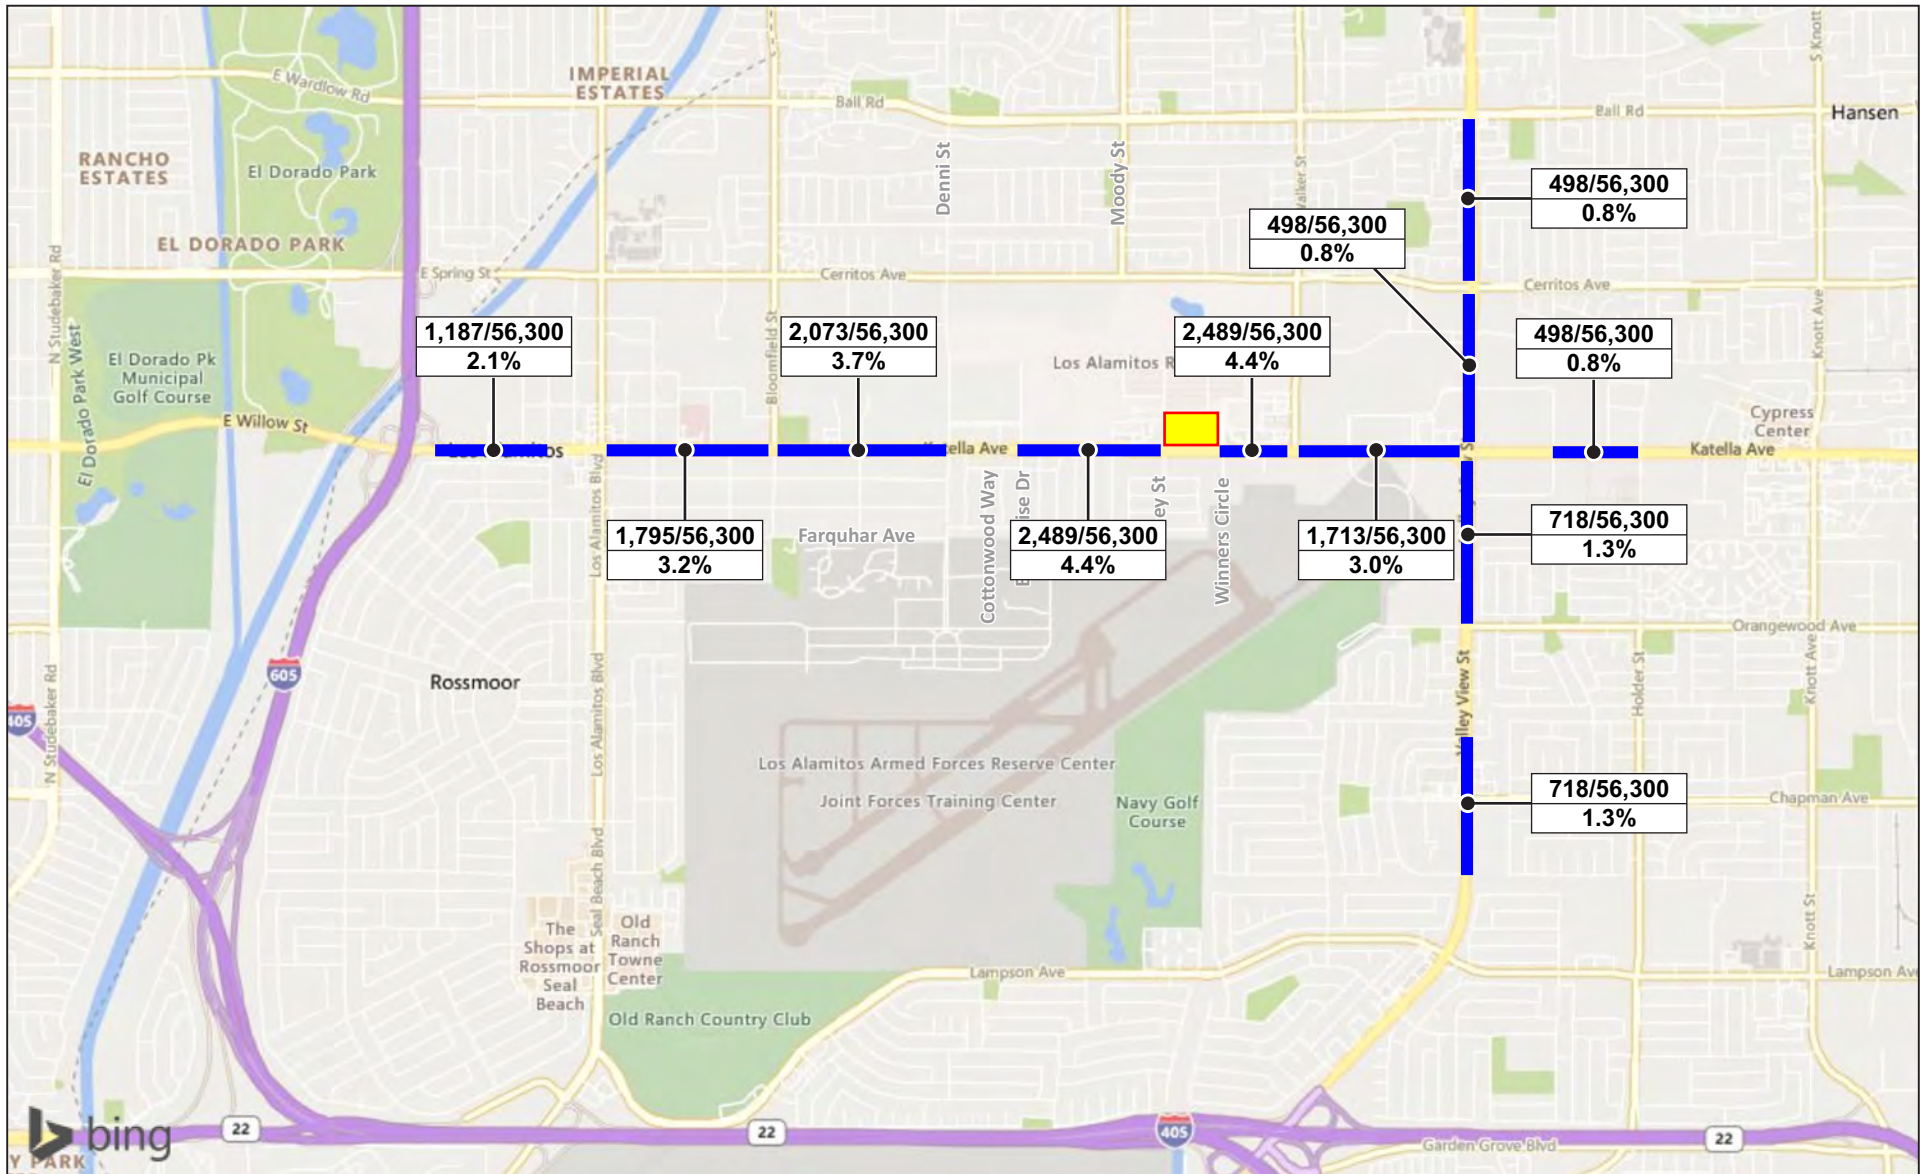 IMPERIAL
ESTATES
E Wardlow Rd
Ball Rd
Ball Rd
S Knott
Hansen
RANCHO
ESTATES
El Dorado Park
Denni St
Moody St
498/56,300
0.8%
498/56,300
0.8%
EL DORADO PARK
E Spring St
Cerritos Ave
Cerritos Ave
N Studebaker Rd
El Dorado Park West
El Dorado Pk
Municipal
Golf Course
1,187/56,300
2.1%
Bloomfield St
2,073/56,300
3.7%
Los Alamitos R
2,489/56,300
4.4%
498/56,300
0.8%
Knott Ave
E Willow St
Cypress
Center
Katella Ave
Los Alamitos Blvd
1,795/56,300
3.2%
Farquhar Ave
Cottonwood Way
2,489/56,300
4.4%
ey St
Winners Circle
1,713/56,300
3.0%
718/56,300
1.3%
Orangewood Ave
605
Rossmoor
405
N Studebaker Rd
Los Alamitos Blvd
Valley View St
Holder St
Knott Ave
Los Alamitos Armed Forces Reserve Center
Joint Forces Training Center
Navy Golf
Course
718/56,300
1.3%
Chapman Ave
Seal Beach Blvd
The
Shops at
Rossmoor
Seal
Beach
Old
Ranch
Towne
Center
Knott St
Lampson Ave
Lampson Av
Old Ranch Country Club
bing
22
22
405
22
Garden Grove Blvd
Y PARK